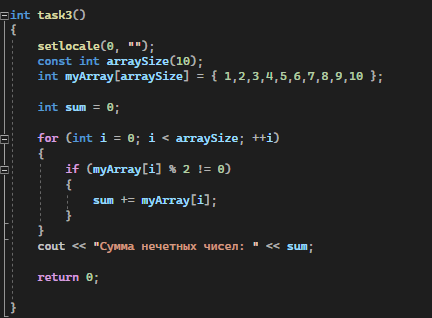 int task3()
{
setlocale(0, "");
const int arraySize(10);
int myArray[arraySize] = { 1,2,3,4,5,6,7,8,9,10 };
int sum = 0;
for (int i = 0; i < arraySize; ++i)
{
if (myArray[i] % 2 != 0)
{
sum += myArray[i];
}
}
cout << "Сумма нечетных чисел: " << sum;
return 0;
}